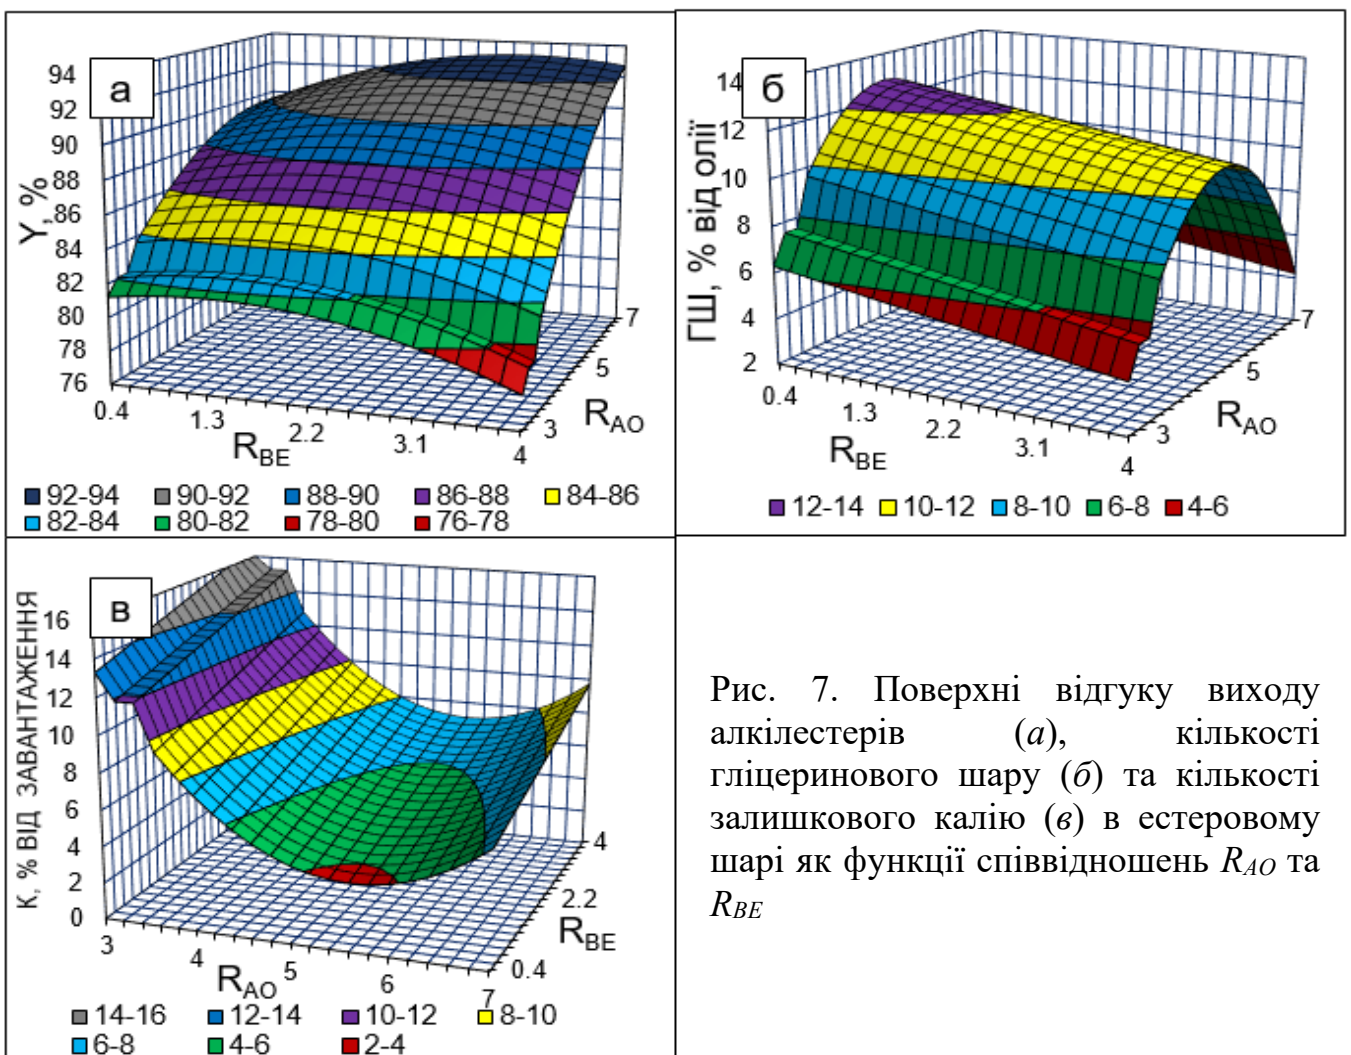 а
94
92
90
88
86
84
82
80
78
76
Y, %
0.4
1.3
2.2
3.1
4
R_BE
3
5
7
R_AO
92-94 90-92 88-90 86-88 84-86
82-84 80-82 78-80 76-78
б
14
12
10
8
6
4
2
ГШ, % від олії
0.4
1.3
2.2
3.1
4
R_BE
3
5
7
R_AO
12-14 10-12 8-10 6-8 4-6
в
16
14
12
10
8
6
4
2
0
К, % ВІД ЗАВАНТАЖЕННЯ
3
4
5
6
7
R_AO
0.4
2.2
4
R_BE
14-16 12-14 10-12 8-10
6-8 4-6 2-4
Рис. 7. Поверхні відгуку виходу
алкілестерів (а), кількості
гліцеринового шару (б) та кількості
залишкового калію (в) в естеровому
шарі як функції співвідношень R_AO та
R_BE